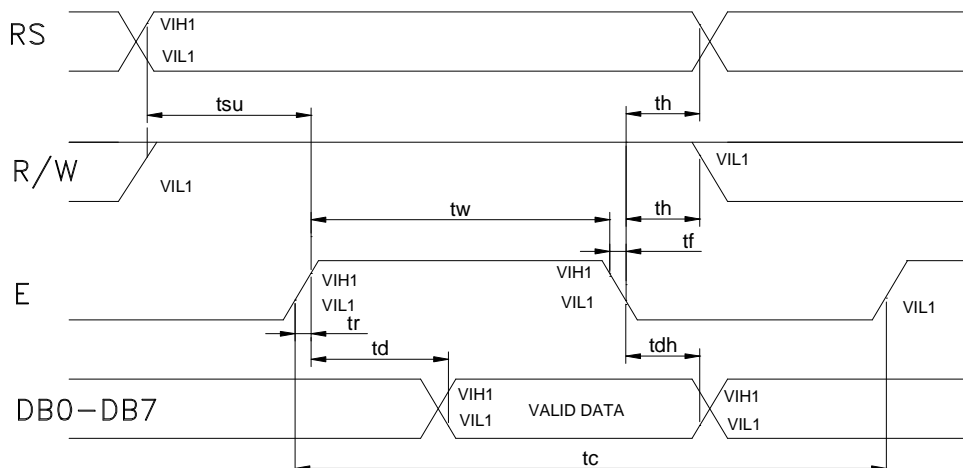 RS
VIH1
VIL1
tsu
th
R/W
VIL1
VIL1
tw
th
tf
E
VIH1
VIL1
VIH1
VIL1
VIL1
tr
td
tdh
DB0-DB7
VIH1
VIL1
VALID DATA
VIH1
VIL1
tc